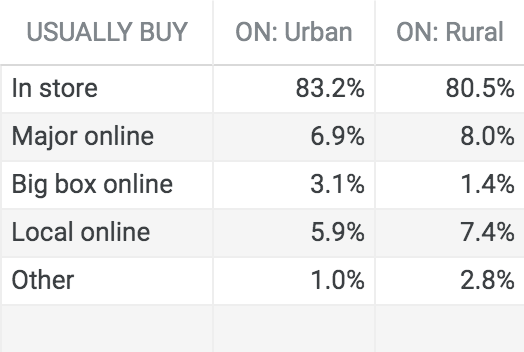 USUALLY BUY ON: Urban ON: Rural
In store 83.2% 80.5%
Major online 6.9% 8.0%
Big box online 3.1% 1.4%
Local online 5.9% 7.4%
Other 1.0% 2.8%